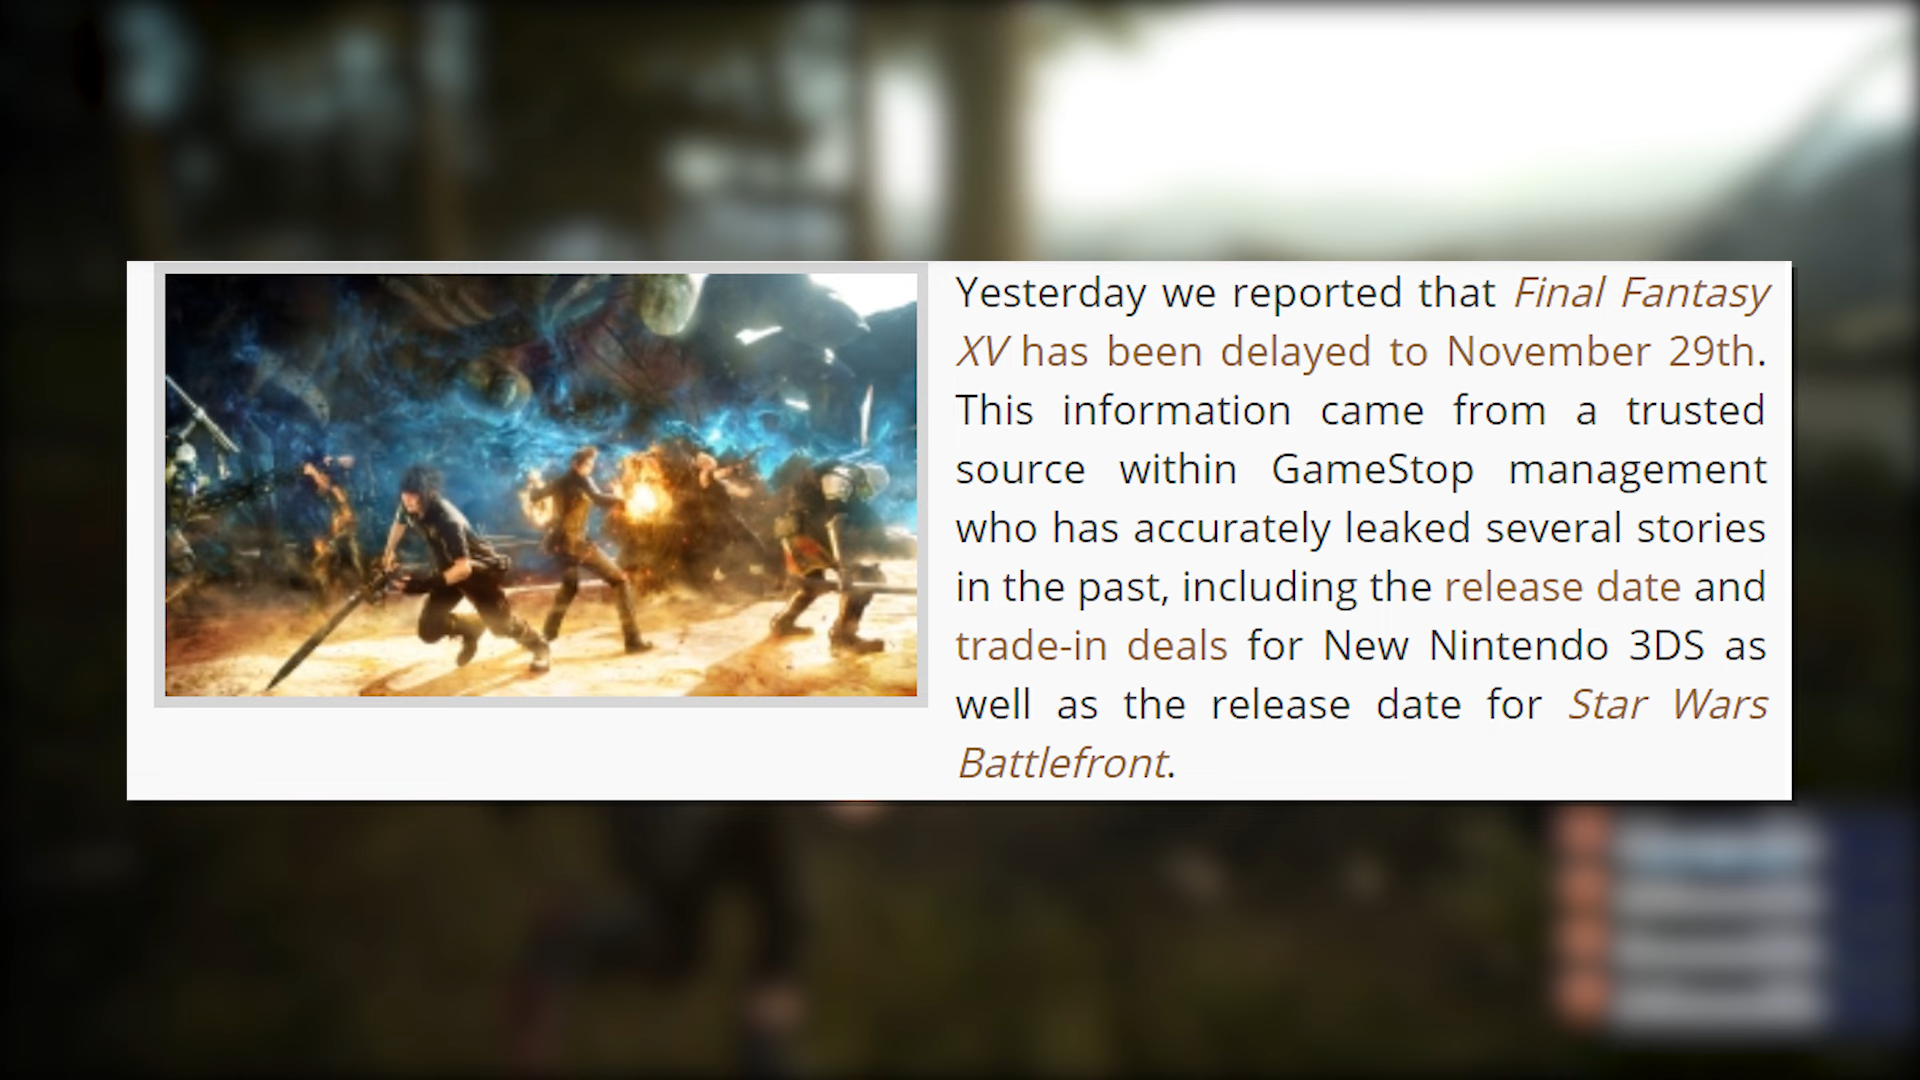 Yesterday we reported that Final Fantasy
XV has been delayed to November 29th.
This information came from a trusted
source within GameStop management
who has accurately leaked several stories
in the past, including the release date and
trade-in deals for New Nintendo 3DS as
well as the release date for Star Wars
Battlefront.